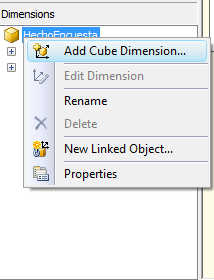 Dimensions
HechoEncuesta
Add Cube Dimension...
Edit Dimension
Rename
Delete
New Linked Object...
Properties